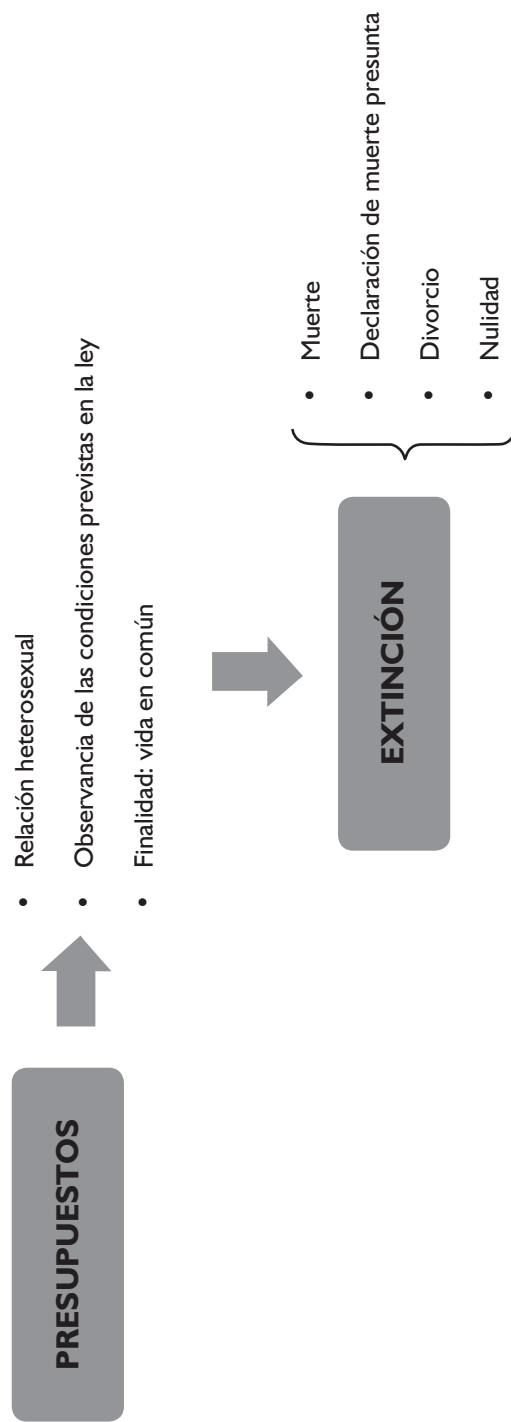 PRESUPUESTOS
• Relación heterosexual
• Observancia de las condiciones previstas en la ley
• Finalidad: vida en común
EXTINCIÓN
• Muerte
• Declaración de muerte presunta
• Divorcio
• Nulidad